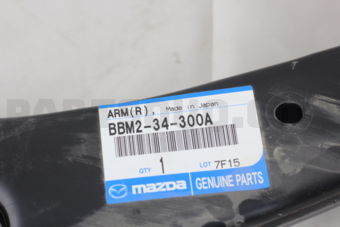 ARM(R), Made in Japan
BBM2-34-300A
QTY 1 LOT 7F15
mazda GENUINE PARTS